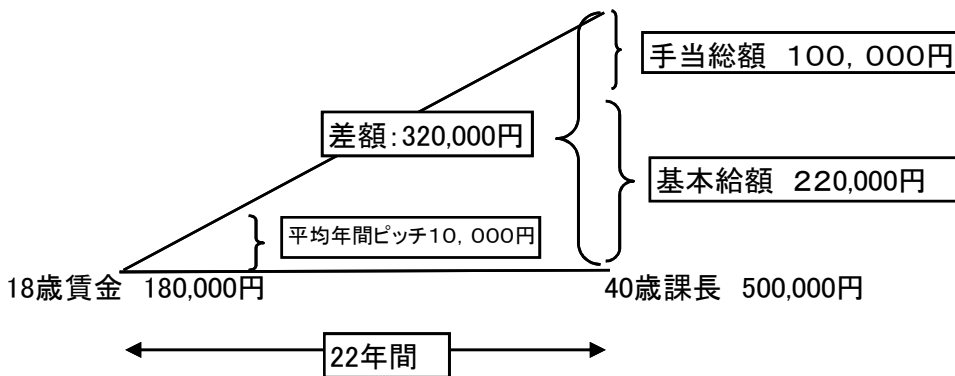 手当総額 １００，０００円
差額：320,000円
基本給額 220,000円
平均年間ピッチ１０，０００円
18歳賃金 180,000円
40歳課長 500,000円
22年間